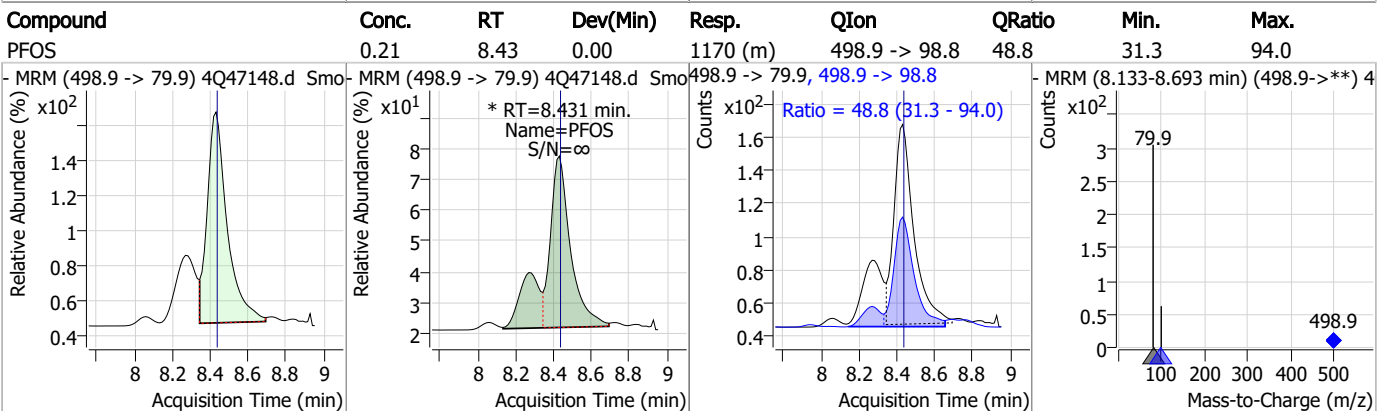 Compound Conc. RT Dev(Min) Resp. QIon QRatio Min. Max.
PFOS 0.21 8.43 0.00 1170 (m) 498.9 -> 98.8 48.8 31.3 94.0
- MRM (498.9 -> 79.9) 4Q47148.d Smo
x10²
Relative Abundance (%)
1.4
1.2
1
0.8
0.6
0.4
8 8.2 8.4 8.6 8.8 9
Acquisition Time (min)
- MRM (498.9 -> 79.9) 4Q47148.d Smo
x10¹
* RT=8.431 min.
Name=PFOS
S/N=∞
Relative Abundance (%)
8
7
6
5
4
3
2
8 8.2 8.4 8.6 8.8 9
Acquisition Time (min)
498.9 -> 79.9, 498.9 -> 98.8
x10²
Ratio = 48.8 (31.3 - 94.0)
Counts
1.6
1.4
1.2
1
0.8
0.6
0.4
8 8.2 8.4 8.6 8.8 9
Acquisition Time (min)
- MRM (8.133-8.693 min) (498.9->**) 4
x10²
Counts
79.9
3
2.5
2
1.5
1
0.5
0
498.9
100 200 300 400 500
Mass-to-Charge (m/z)